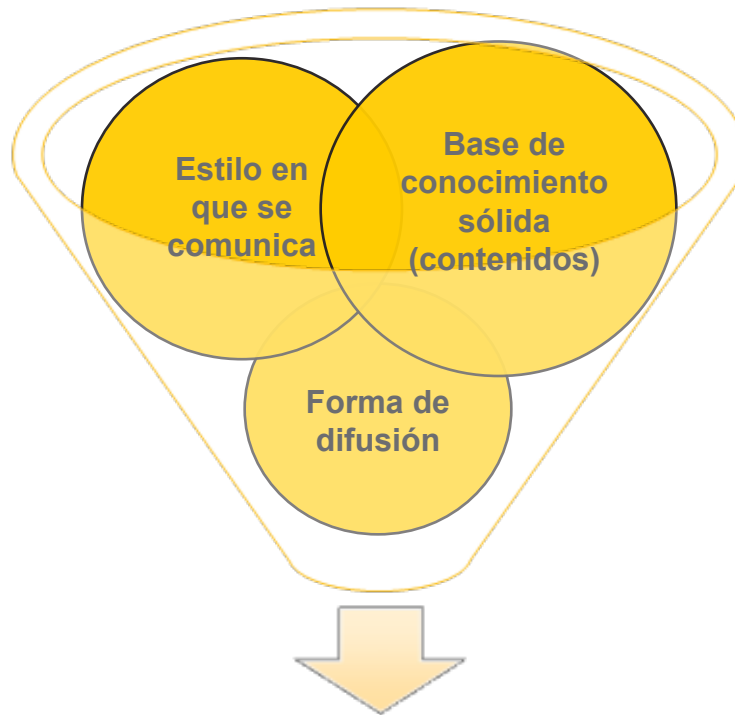 Estilo en
que se
comunica
Base de
conocimiento
sólida
(contenidos)
Forma de
difusión